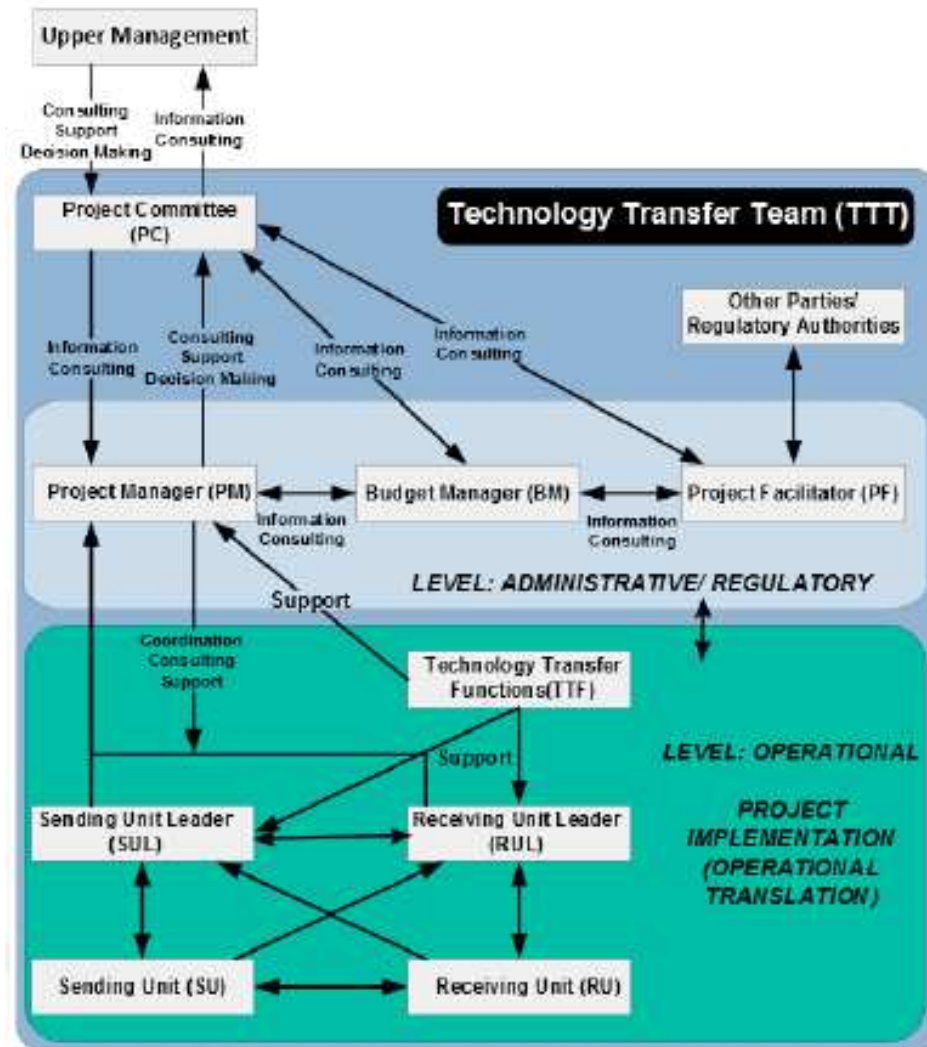 Upper Management
Consulting
Support
Decision Making
Information
Consulting
Project Committee
(PC)
Technology Transfer Team (TTT)
Other Parties/
Regulatory Authorities
Information
Consulting
Consulting
Support
Decision Making
Information
Consulting
Information
Consulting
Project Manager (PM)
Budget Manager (BM)
Project Facilitator (PF)
Information
Consulting
Information
Consulting
LEVEL: ADMINISTRATIVE/ REGULATORY
Support
Coordination
Consulting
Support
Technology Transfer
Functions(TTF)
Support
LEVEL: OPERATIONAL
PROJECT
IMPLEMENTATION
(OPERATIONAL
TRANSLATION)
Sending Unit Leader
(SUL)
Receiving Unit Leader
(RUL)
Sending Unit (SU)
Receiving Unit (RU)